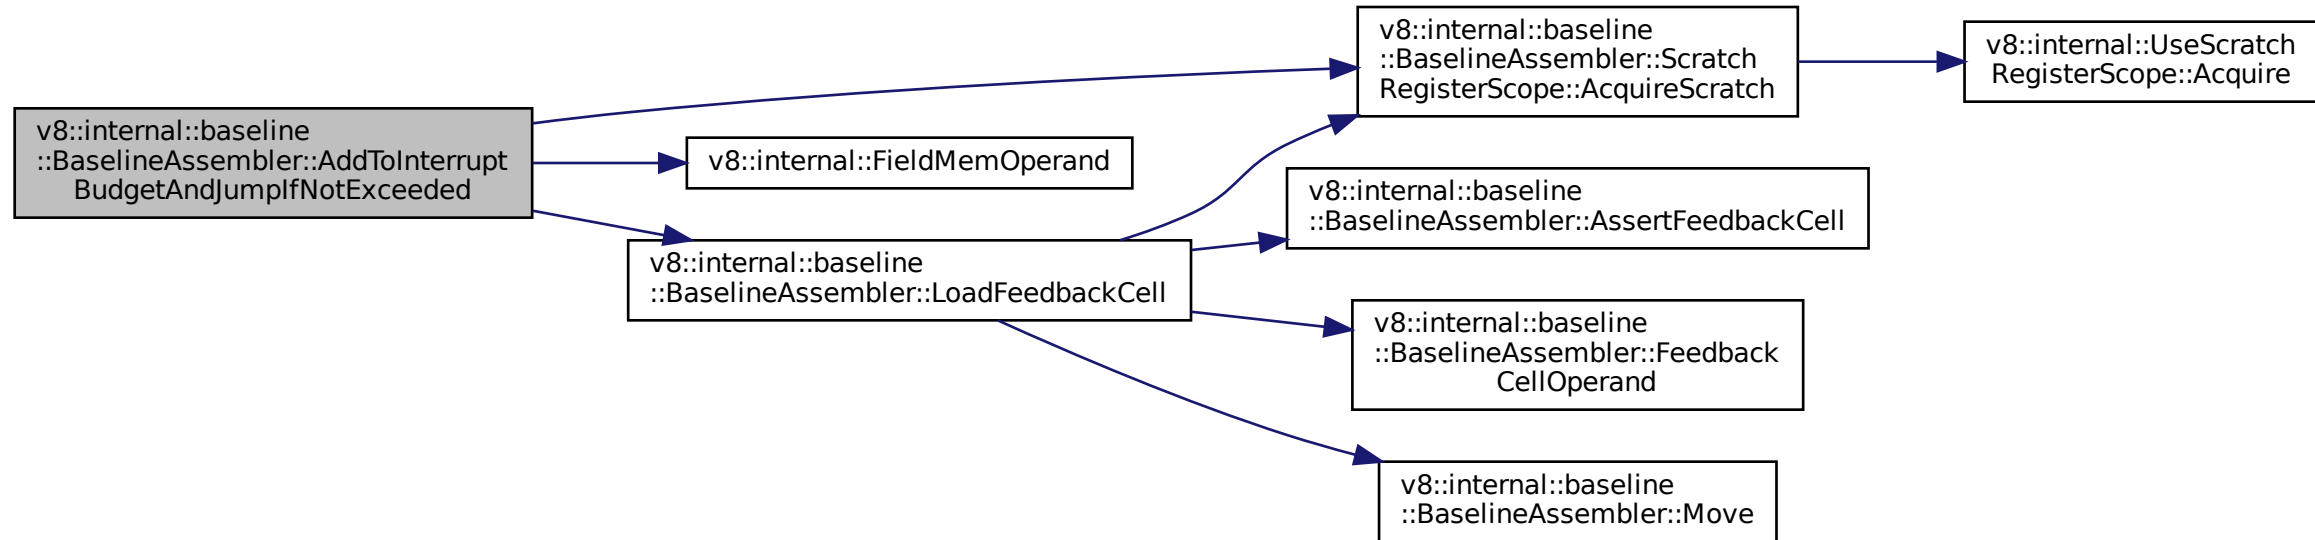 v8::internal::baseline
::BaselineAssembler::AddToInterrupt
BudgetAndJumpIfNotExceeded
v8::internal::FieldMemOperand
v8::internal::baseline
::BaselineAssembler::LoadFeedbackCell
v8::internal::baseline
::BaselineAssembler::Scratch
RegisterScope::AcquireScratch
v8::internal::UseScratch
RegisterScope::Acquire
v8::internal::baseline
::BaselineAssembler::AssertFeedbackCell
v8::internal::baseline
::BaselineAssembler::Feedback
CellOperand
v8::internal::baseline
::BaselineAssembler::Move